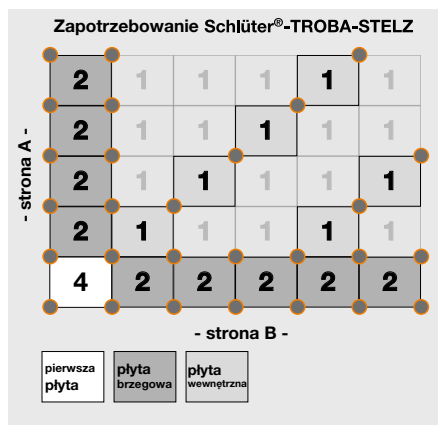 Zapotrzebowanie Schlüter®-TROBA-STELZ
2 1 1 1 1 1
2 1 1 1 1 1
2 1 1 1 1 1
2 1 1 1 1 1
4 2 2 2 2 2
- strona A -
- strona B -
pierwsza
płyta
płyta
brzegowa
płyta
wewnętrzna